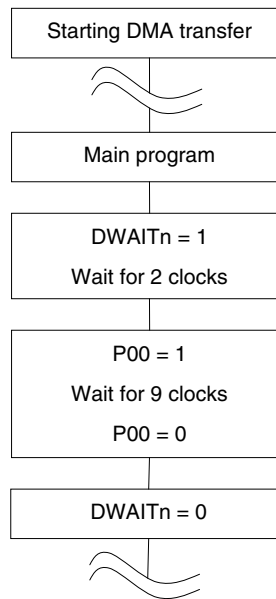 Starting DMA transfer
Main program
DWAITn = 1
Wait for 2 clocks
P00 = 1
Wait for 9 clocks
P00 = 0
DWAITn = 0